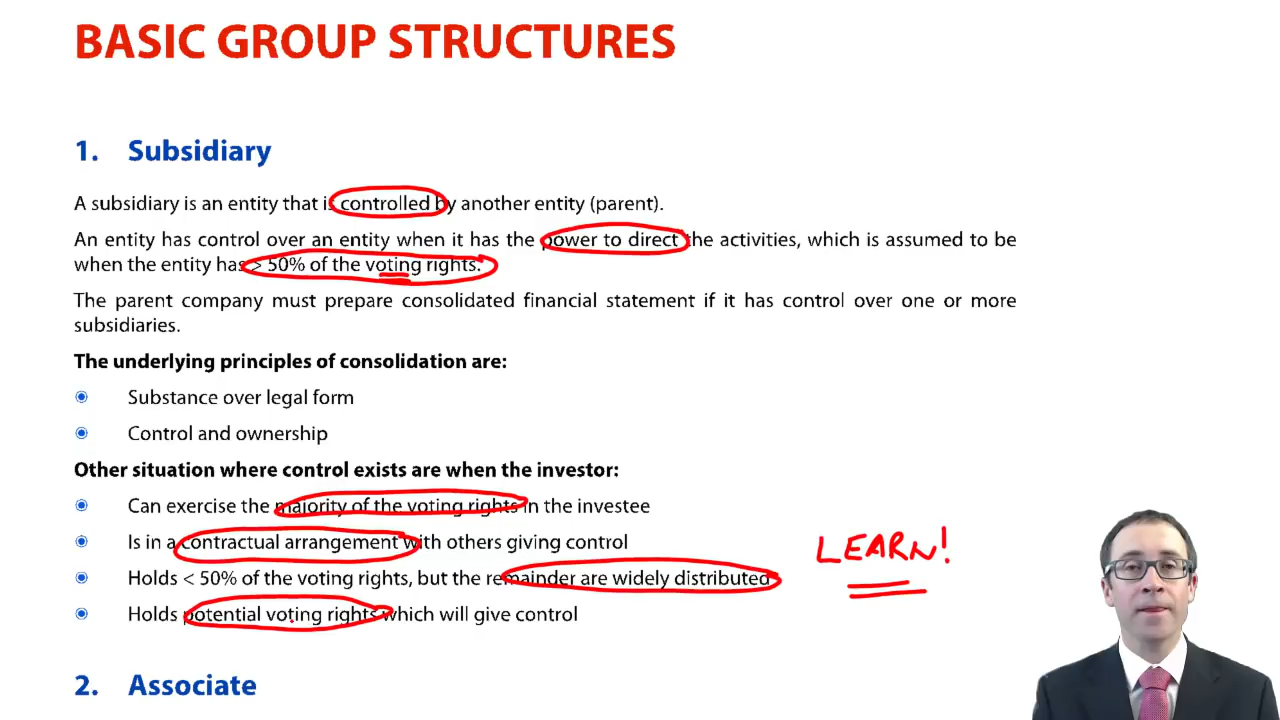 BASIC GROUP STRUCTURES
1. Subsidiary
A subsidiary is an entity that is controlled by another entity (parent).
An entity has control over an entity when it has the power to direct the activities, which is assumed to be
when the entity has > 50% of the voting rights.
The parent company must prepare consolidated financial statement if it has control over one or more
subsidiaries.
The underlying principles of consolidation are:
Substance over legal form
Control and ownership
Other situation where control exists are when the investor:
Can exercise the majority of the voting rights in the investee
Is in a contractual arrangement with others giving control
LEARN!
Holds < 50% of the voting rights, but the remainder are widely distributed
Holds potential voting rights which will give control
2. Associate